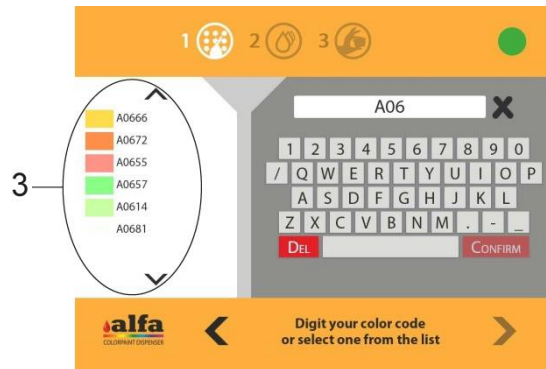 1 2 3
A06
A0666
A0672
A0655
A0657
A0614
A0681
3
1 2 3 4 5 6 7 8 9 0
/ Q W E R T Y U I O P
A S D F G H J K L
Z X C V B N M . - _
DEL CONFIRM
alfa
COLORPAINT DISPENSER
Digit your color code
or select one from the list